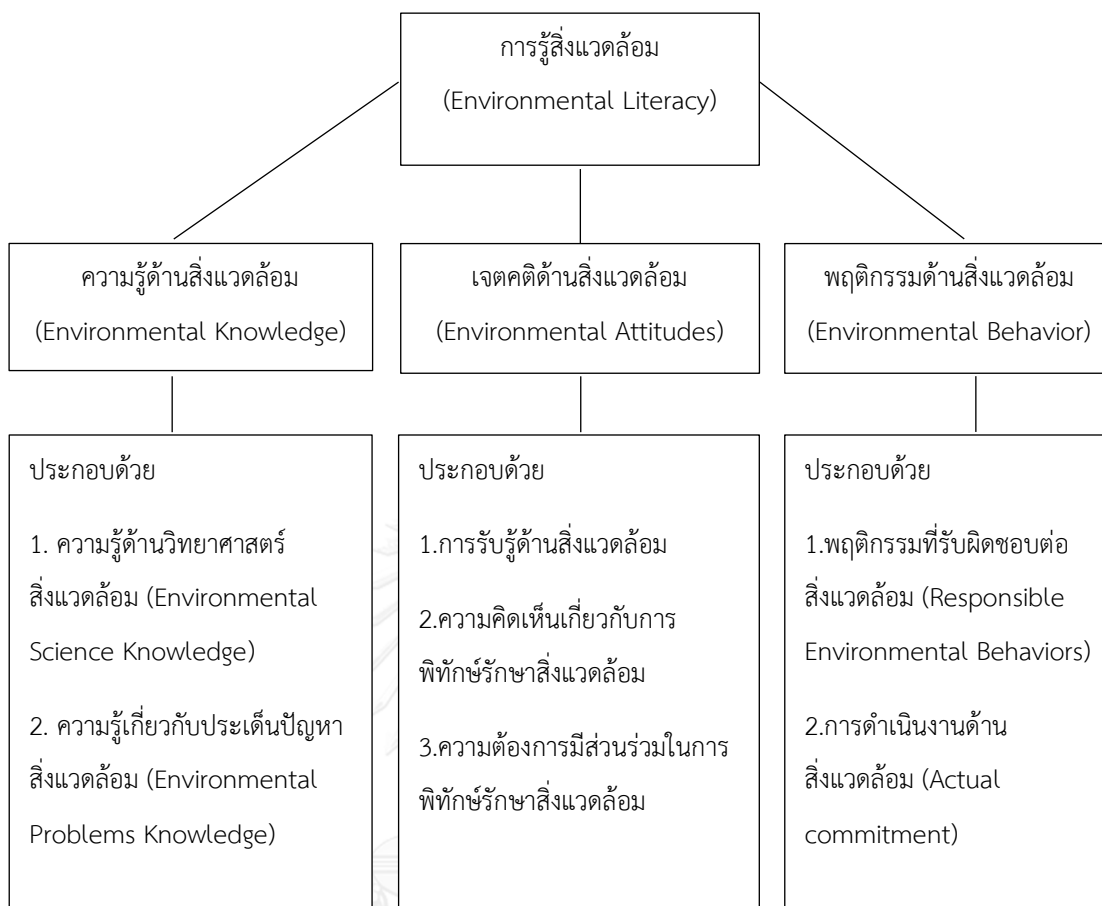 การรู้สิ่งแวดล้อม
(Environmental Literacy)
ความรู้ด้านสิ่งแวดล้อม
(Environmental Knowledge)
เจตคติด้านสิ่งแวดล้อม
(Environmental Attitudes)
พฤติกรรมด้านสิ่งแวดล้อม
(Environmental Behavior)
ประกอบด้วย
1. ความรู้ด้านวิทยาศาสตร์
สิ่งแวดล้อม (Environmental
Science Knowledge)
2. ความรู้เกี่ยวกับประเด็นปัญหา
สิ่งแวดล้อม (Environmental
Problems Knowledge)
ประกอบด้วย
1.การรับรู้ด้านสิ่งแวดล้อม
2.ความคิดเห็นเกี่ยวกับการ
พิทักษ์รักษาสิ่งแวดล้อม
3.ความต้องการมีส่วนร่วมในการ
พิทักษ์รักษาสิ่งแวดล้อม
ประกอบด้วย
1.พฤติกรรมที่รับผิดชอบต่อ
สิ่งแวดล้อม (Responsible
Environmental Behaviors)
2.การดำเนินงานด้าน
สิ่งแวดล้อม (Actual
commitment)